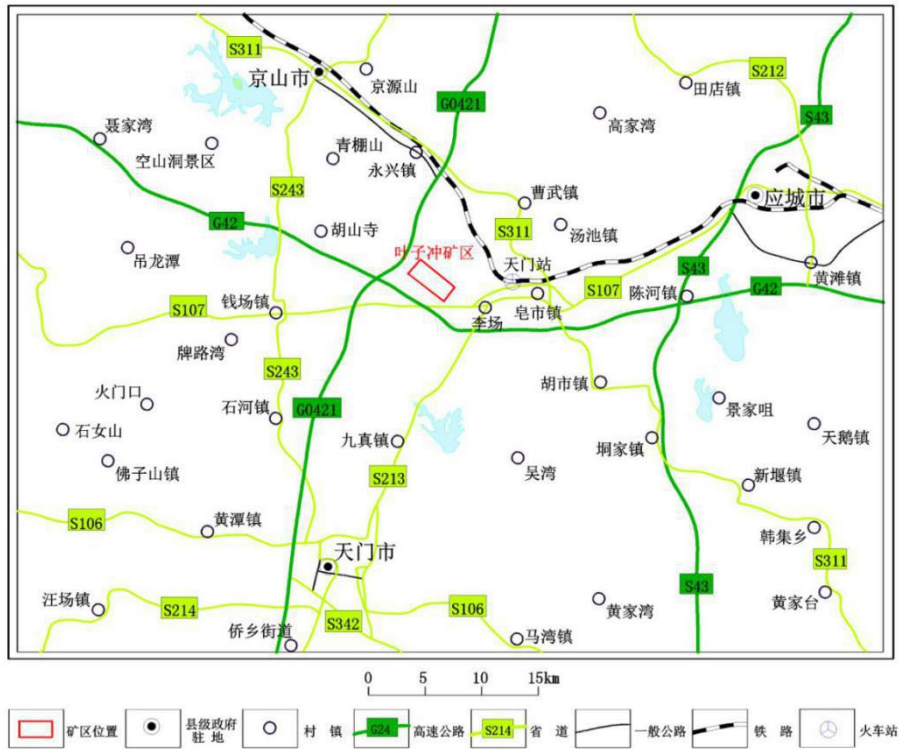 S311
京山市
京源山
G0421
S212
田店镇
S43
高家湾
聂家湾
空山洞景区
青棚山
永兴镇
S243
曹武镇
应城市
G42
胡山寺
S311
汤池镇
吊龙潭
叶子冲矿区
天门站
S43
黄滩镇
S107
钱场镇
S107
陈河镇
G42
李场
皂市镇
牌路湾
S243
胡市镇
火门口
石河镇
G0421
景家咀
石女山
九真镇
垌家镇
天鹅镇
佛子山镇
S213
吴湾
新堰镇
S106
黄潭镇
韩集乡
天门市
S311
汪场镇
S214
S106
黄家湾
S43
黄家台
S342
侨乡街道
马湾镇
0 5 10 15km
矿区位置
县级政府
驻 地
村 镇
G24
高速公路
S214
省 道
一般公路
铁 路
火车站